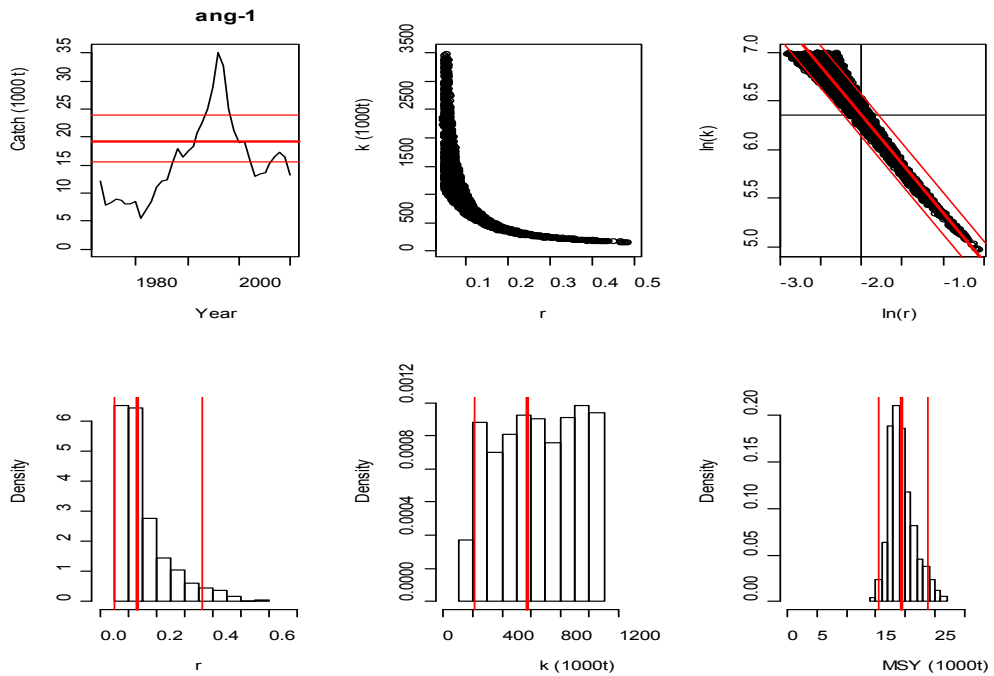 ang-1
Catch (1000 t)
0 5 10 15 20 25 30 35
1980 2000
Year
k (1000t)
0 500 1500 2500 3500
0.1 0.2 0.3 0.4 0.5
r
ln(k)
5.0 5.5 6.0 6.5 7.0
-3.0 -2.0 -1.0
ln(r)
Density
0 1 2 3 4 5 6
0.0 0.2 0.4 0.6
r
Density
0.0000 0.0004 0.0008 0.0012
0 400 800 1200
k (1000t)
Density
0.00 0.05 0.10 0.15 0.20
0 5 15 25
MSY (1000t)